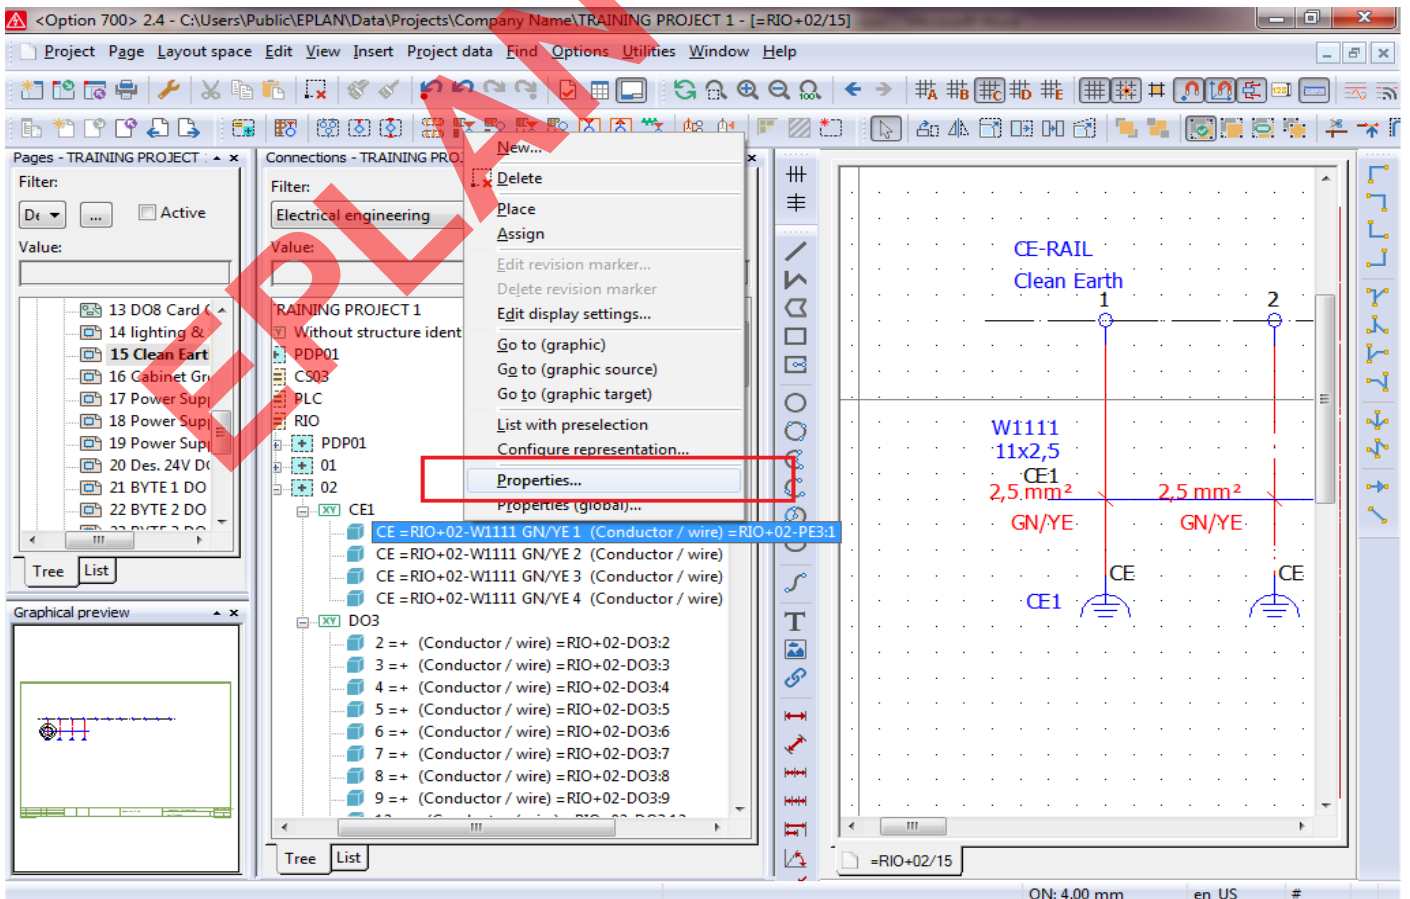 <Option 700> 2.4 - C:\Users\Public\EPLAN\Data\Projects\Company Name\TRAINING PROJECT 1 - [=RIO+02/15]
Project Page Layout space Edit View Insert Project data Find Options Utilities Window Help
Pages - TRAINING PROJECT
Filter:
De
...
Active
Value:
13 DO8 Card
14 lighting &
15 Clean Eart
16 Cabinet Gr
17 Power Supp
18 Power Supp
19 Power Supp
20 Des. 24V D
21 BYTE 1 DO
22 BYTE 2 DO
23 BYTE 3 DO
Tree List
Graphical preview
Connections - TRAINING PRO
Filter:
Electrical engineering
Value:
TRAINING PROJECT 1
Without structure ident
PDP01
CS03
PLC
RIO
PDP01
01
02
CE1
CE =RIO+02-W1111 GN/YE 1 (Conductor / wire) =RIO+02-PE3:1
CE =RIO+02-W1111 GN/YE 2 (Conductor / wire)
CE =RIO+02-W1111 GN/YE 3 (Conductor / wire)
CE =RIO+02-W1111 GN/YE 4 (Conductor / wire)
DO3
2 =+ (Conductor / wire) =RIO+02-DO3:2
3 =+ (Conductor / wire) =RIO+02-DO3:3
4 =+ (Conductor / wire) =RIO+02-DO3:4
5 =+ (Conductor / wire) =RIO+02-DO3:5
6 =+ (Conductor / wire) =RIO+02-DO3:6
7 =+ (Conductor / wire) =RIO+02-DO3:7
8 =+ (Conductor / wire) =RIO+02-DO3:8
9 =+ (Conductor / wire) =RIO+02-DO3:9
Tree List
New...
Delete
Place
Assign
Edit revision marker...
Delete revision marker
Edit display settings...
Go to (graphic)
Go to (graphic source)
Go to (graphic target)
List with preselection
Configure representation...
Properties...
Properties (global)...
CE-RAIL
Clean Earth
1 2
W1111
11x2,5
CE1
2,5 mm² 2,5 mm²
GN/YE GN/YE
CE CE
CE1
=RIO+02/15
ON: 4.00 mm en_US #
EPLAN